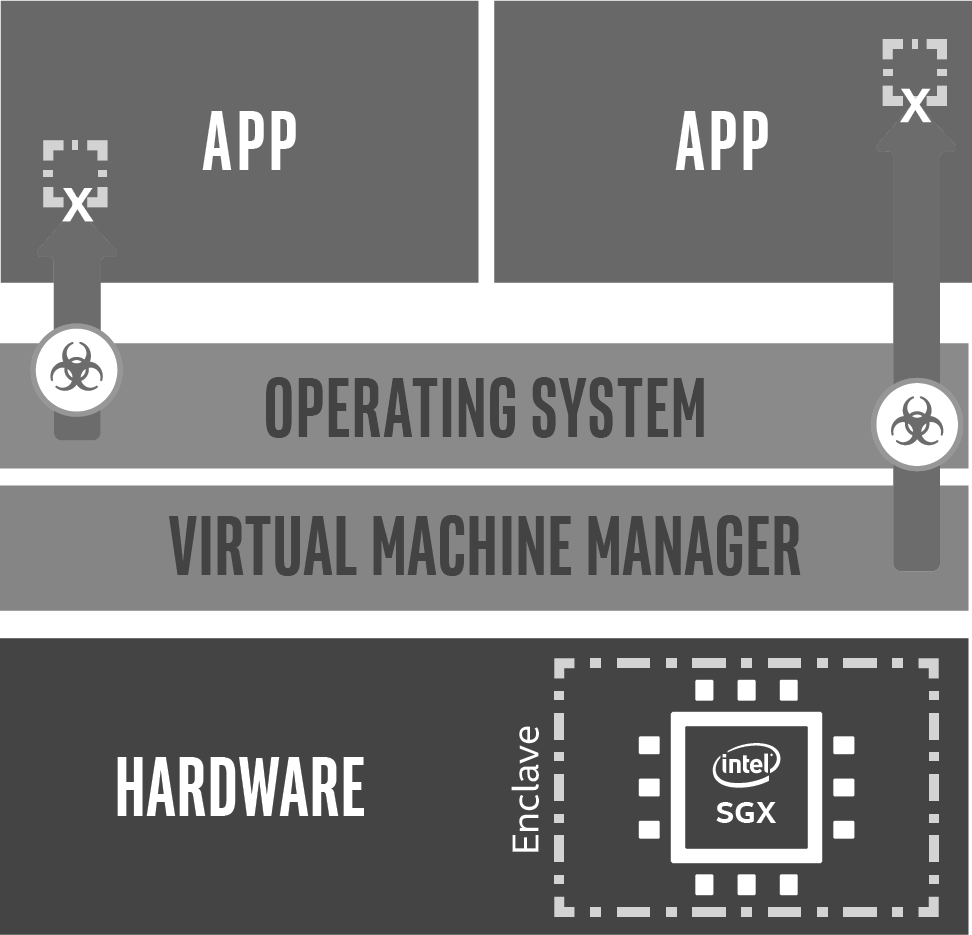 APP
APP
X
X
OPERATING SYSTEM
VIRTUAL MACHINE MANAGER
HARDWARE
Enclave
intel
SGX